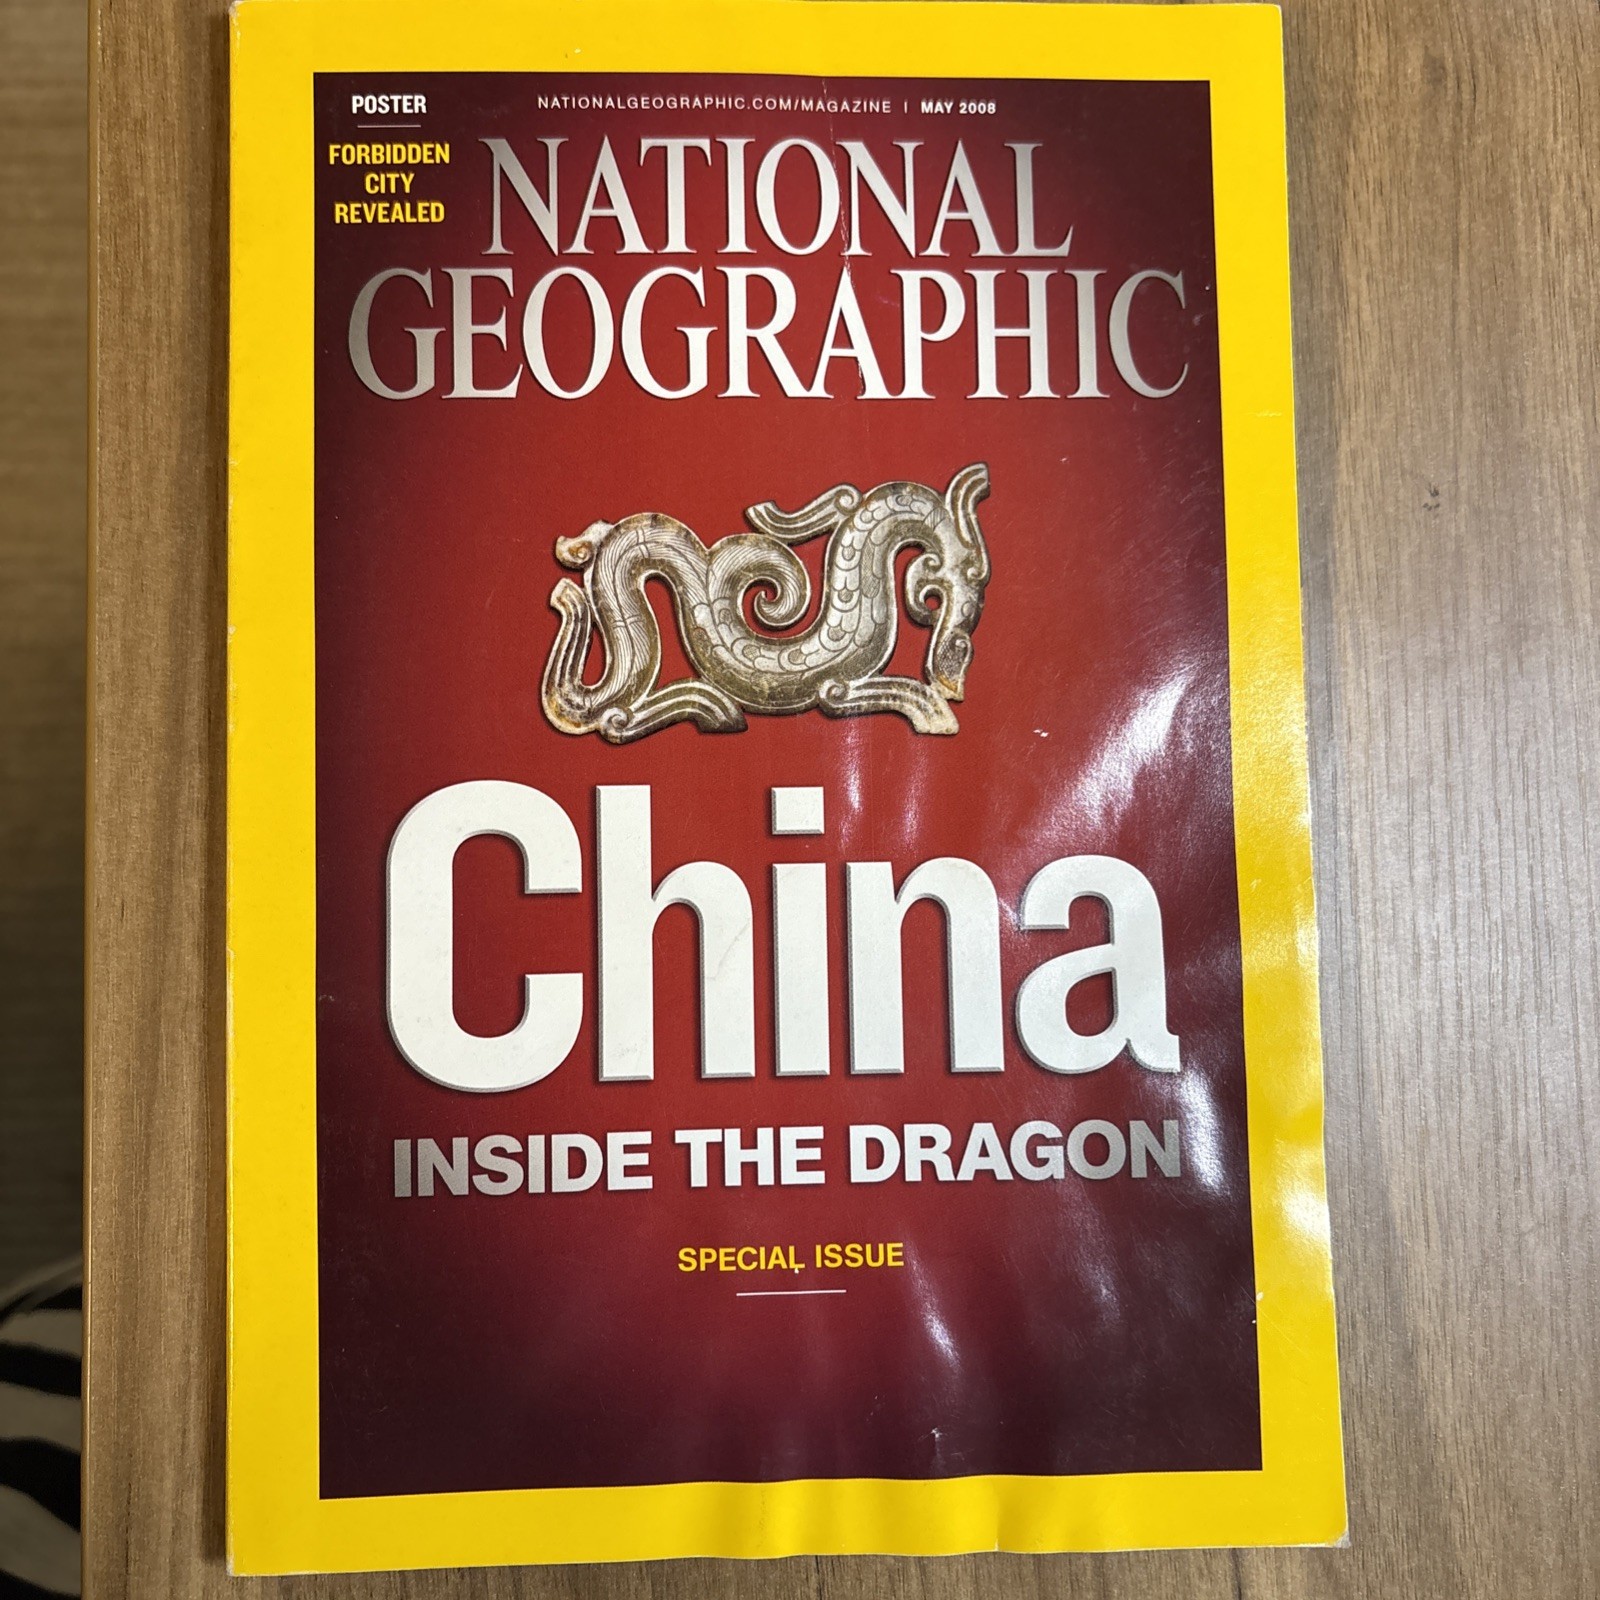 POSTER
FORBIDDEN
CITY
REVEALED
NATIONALGEOGRAPHIC.COM/MAGAZINE | MAY 2008
NATIONAL
GEOGRAPHIC
China
INSIDE THE DRAGON
SPECIAL ISSUE